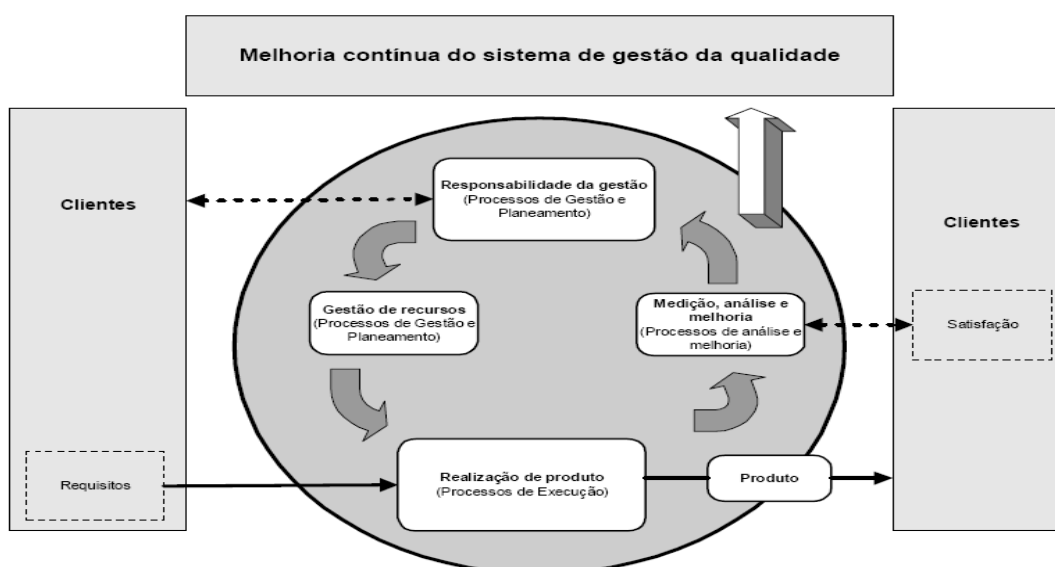 Melhoria contínua do sistema de gestão da qualidade
Clientes
Requisitos
Responsabilidade da gestão
(Processos de Gestão e
Planeamento)
Gestão de recursos
(Processos de Gestão e
Planeamento)
Medição, análise e
melhoria
(Processos de análise e
melhoria)
Realização de produto
(Processos de Execução)
Produto
Clientes
Satisfação